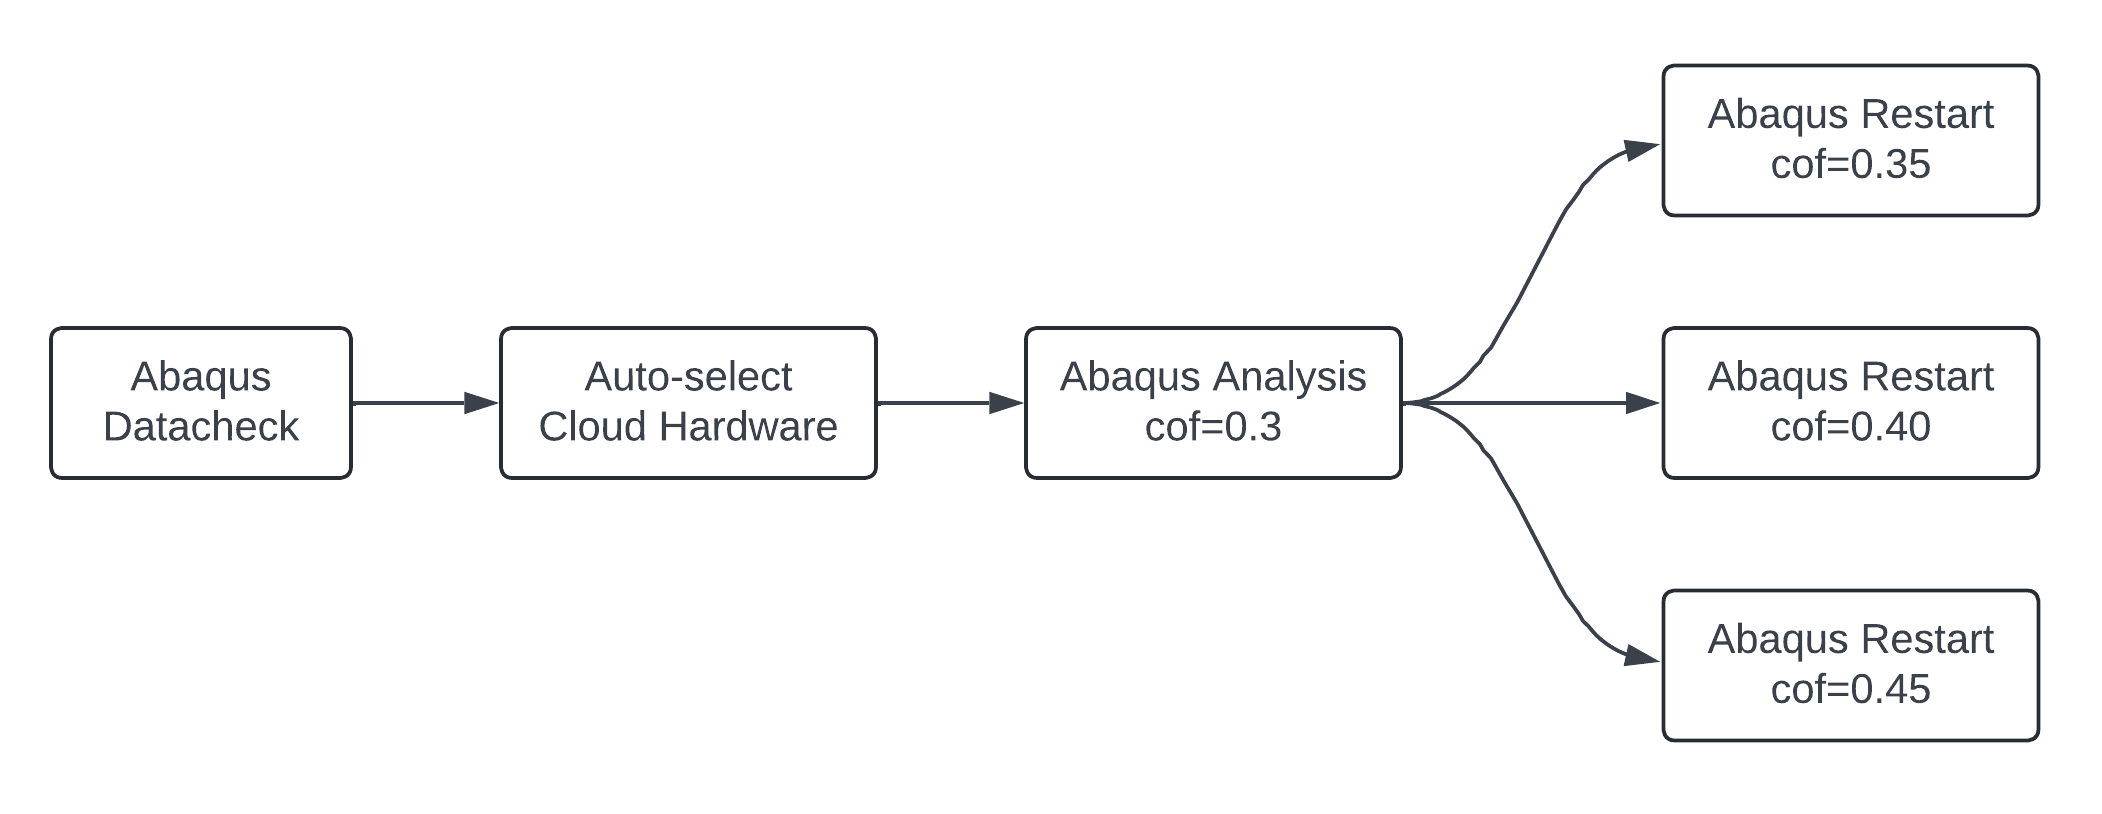 Abaqus
Datacheck
Auto-select
Cloud Hardware
Abaqus Analysis
cof=0.3
Abaqus Restart
cof=0.35
Abaqus Restart
cof=0.40
Abaqus Restart
cof=0.45